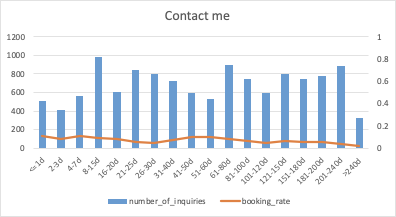 Contact me
1200
1000
800
600
400
200
0
1
0.8
0.6
0.4
0.2
0
<=1d
2-3d
4-7d
8-15d
16-20d
21-25d
26-30d
31-40d
41-50d
51-60d
61-80d
81-100d
101-120d
121-150d
151-180d
181-200d
201-240d
>240d
number_of_inquiries
booking_rate